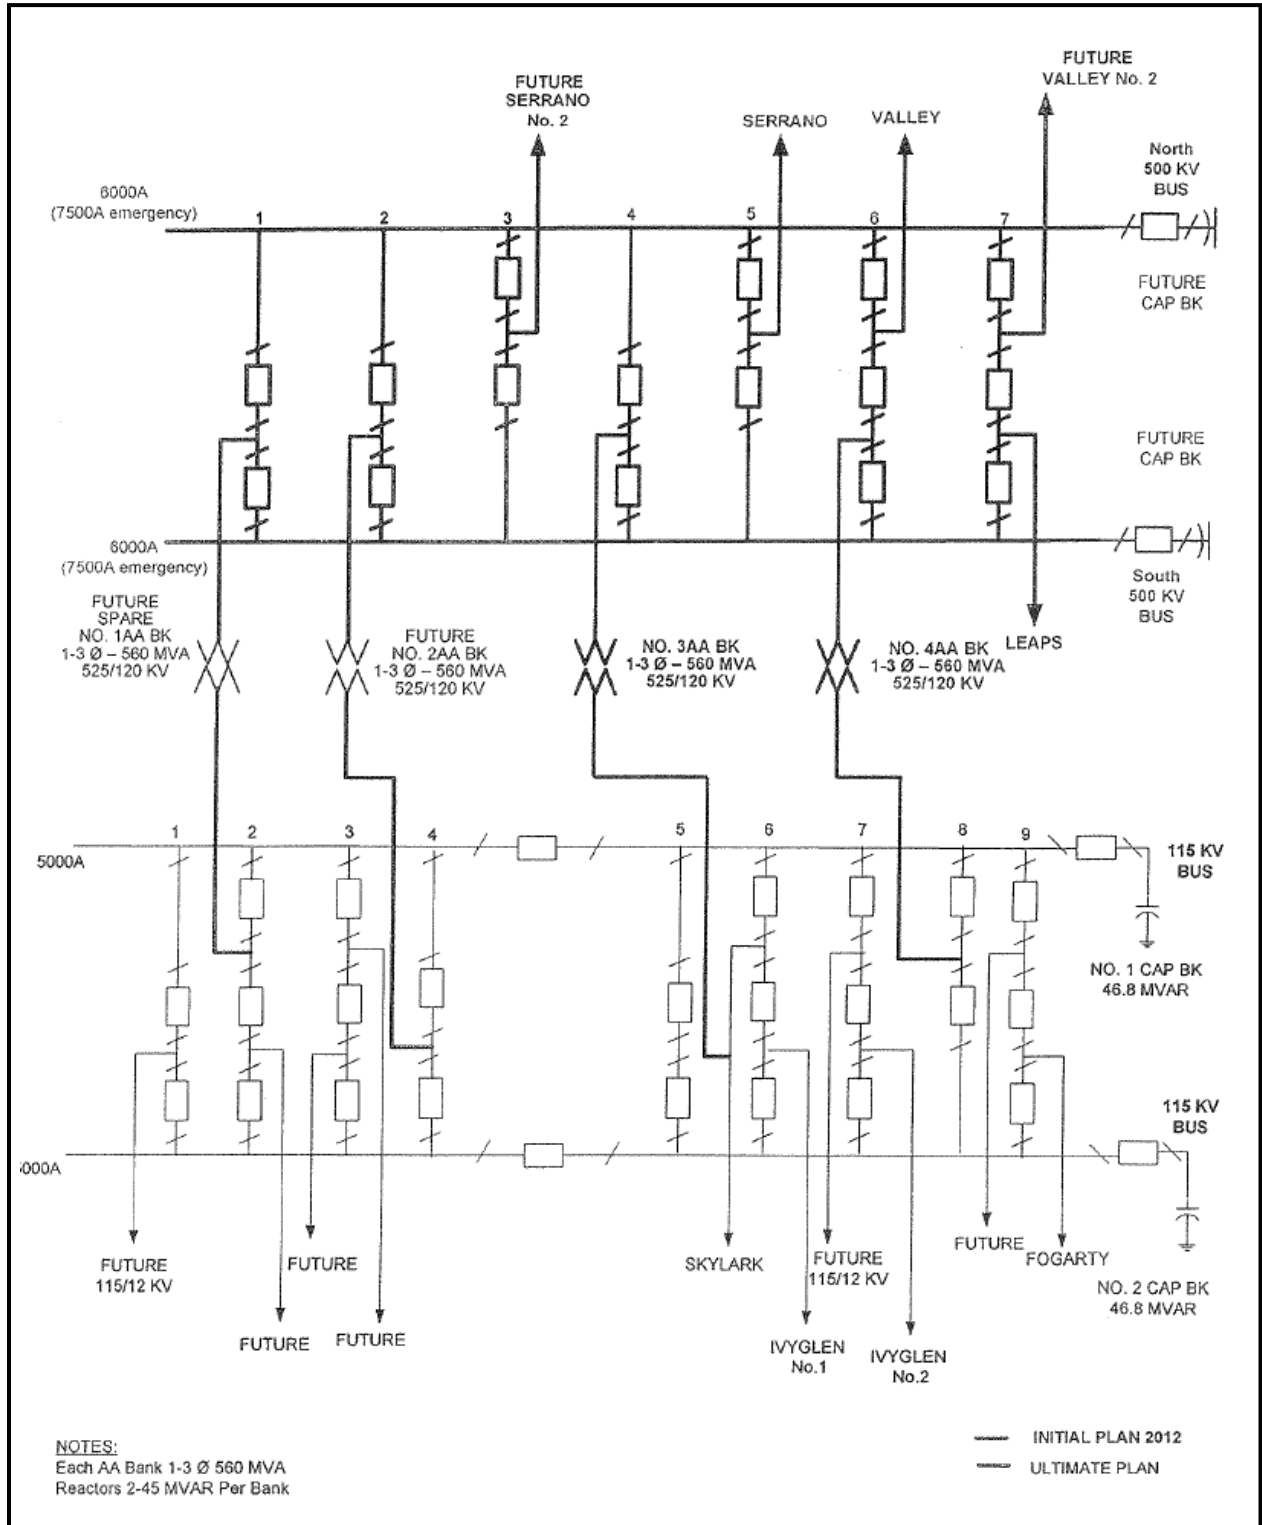 FUTURE
SERRANO
No. 2
SERRANO
VALLEY
FUTURE
VALLEY No. 2
North
500 KV
BUS
6000A
(7500A emergency)
1
2
3
4
5
6
7
FUTURE
CAP BK
FUTURE
CAP BK
6000A
(7500A emergency)
South
500 KV
BUS
FUTURE
SPARE
NO. 1AA BK
1-3 Ø – 560 MVA
525/120 KV
FUTURE
NO. 2AA BK
1-3 Ø – 560 MVA
525/120 KV
NO. 3AA BK
1-3 Ø – 560 MVA
525/120 KV
NO. 4AA BK
1-3 Ø – 560 MVA
525/120 KV
LEAPS
5000A
1
2
3
4
5
6
7
8
9
115 KV
BUS
NO. 1 CAP BK
46.8 MVAR
000A
115 KV
BUS
FUTURE
115/12 KV
FUTURE
FUTURE
FUTURE
SKYLARK
IVYGLEN
No.1
FUTURE
115/12 KV
IVYGLEN
No.2
FUTURE
FOGARTY
NO. 2 CAP BK
46.8 MVAR
NOTES:
Each AA Bank 1-3 Ø 560 MVA
Reactors 2-45 MVAR Per Bank
INITIAL PLAN 2012
ULTIMATE PLAN